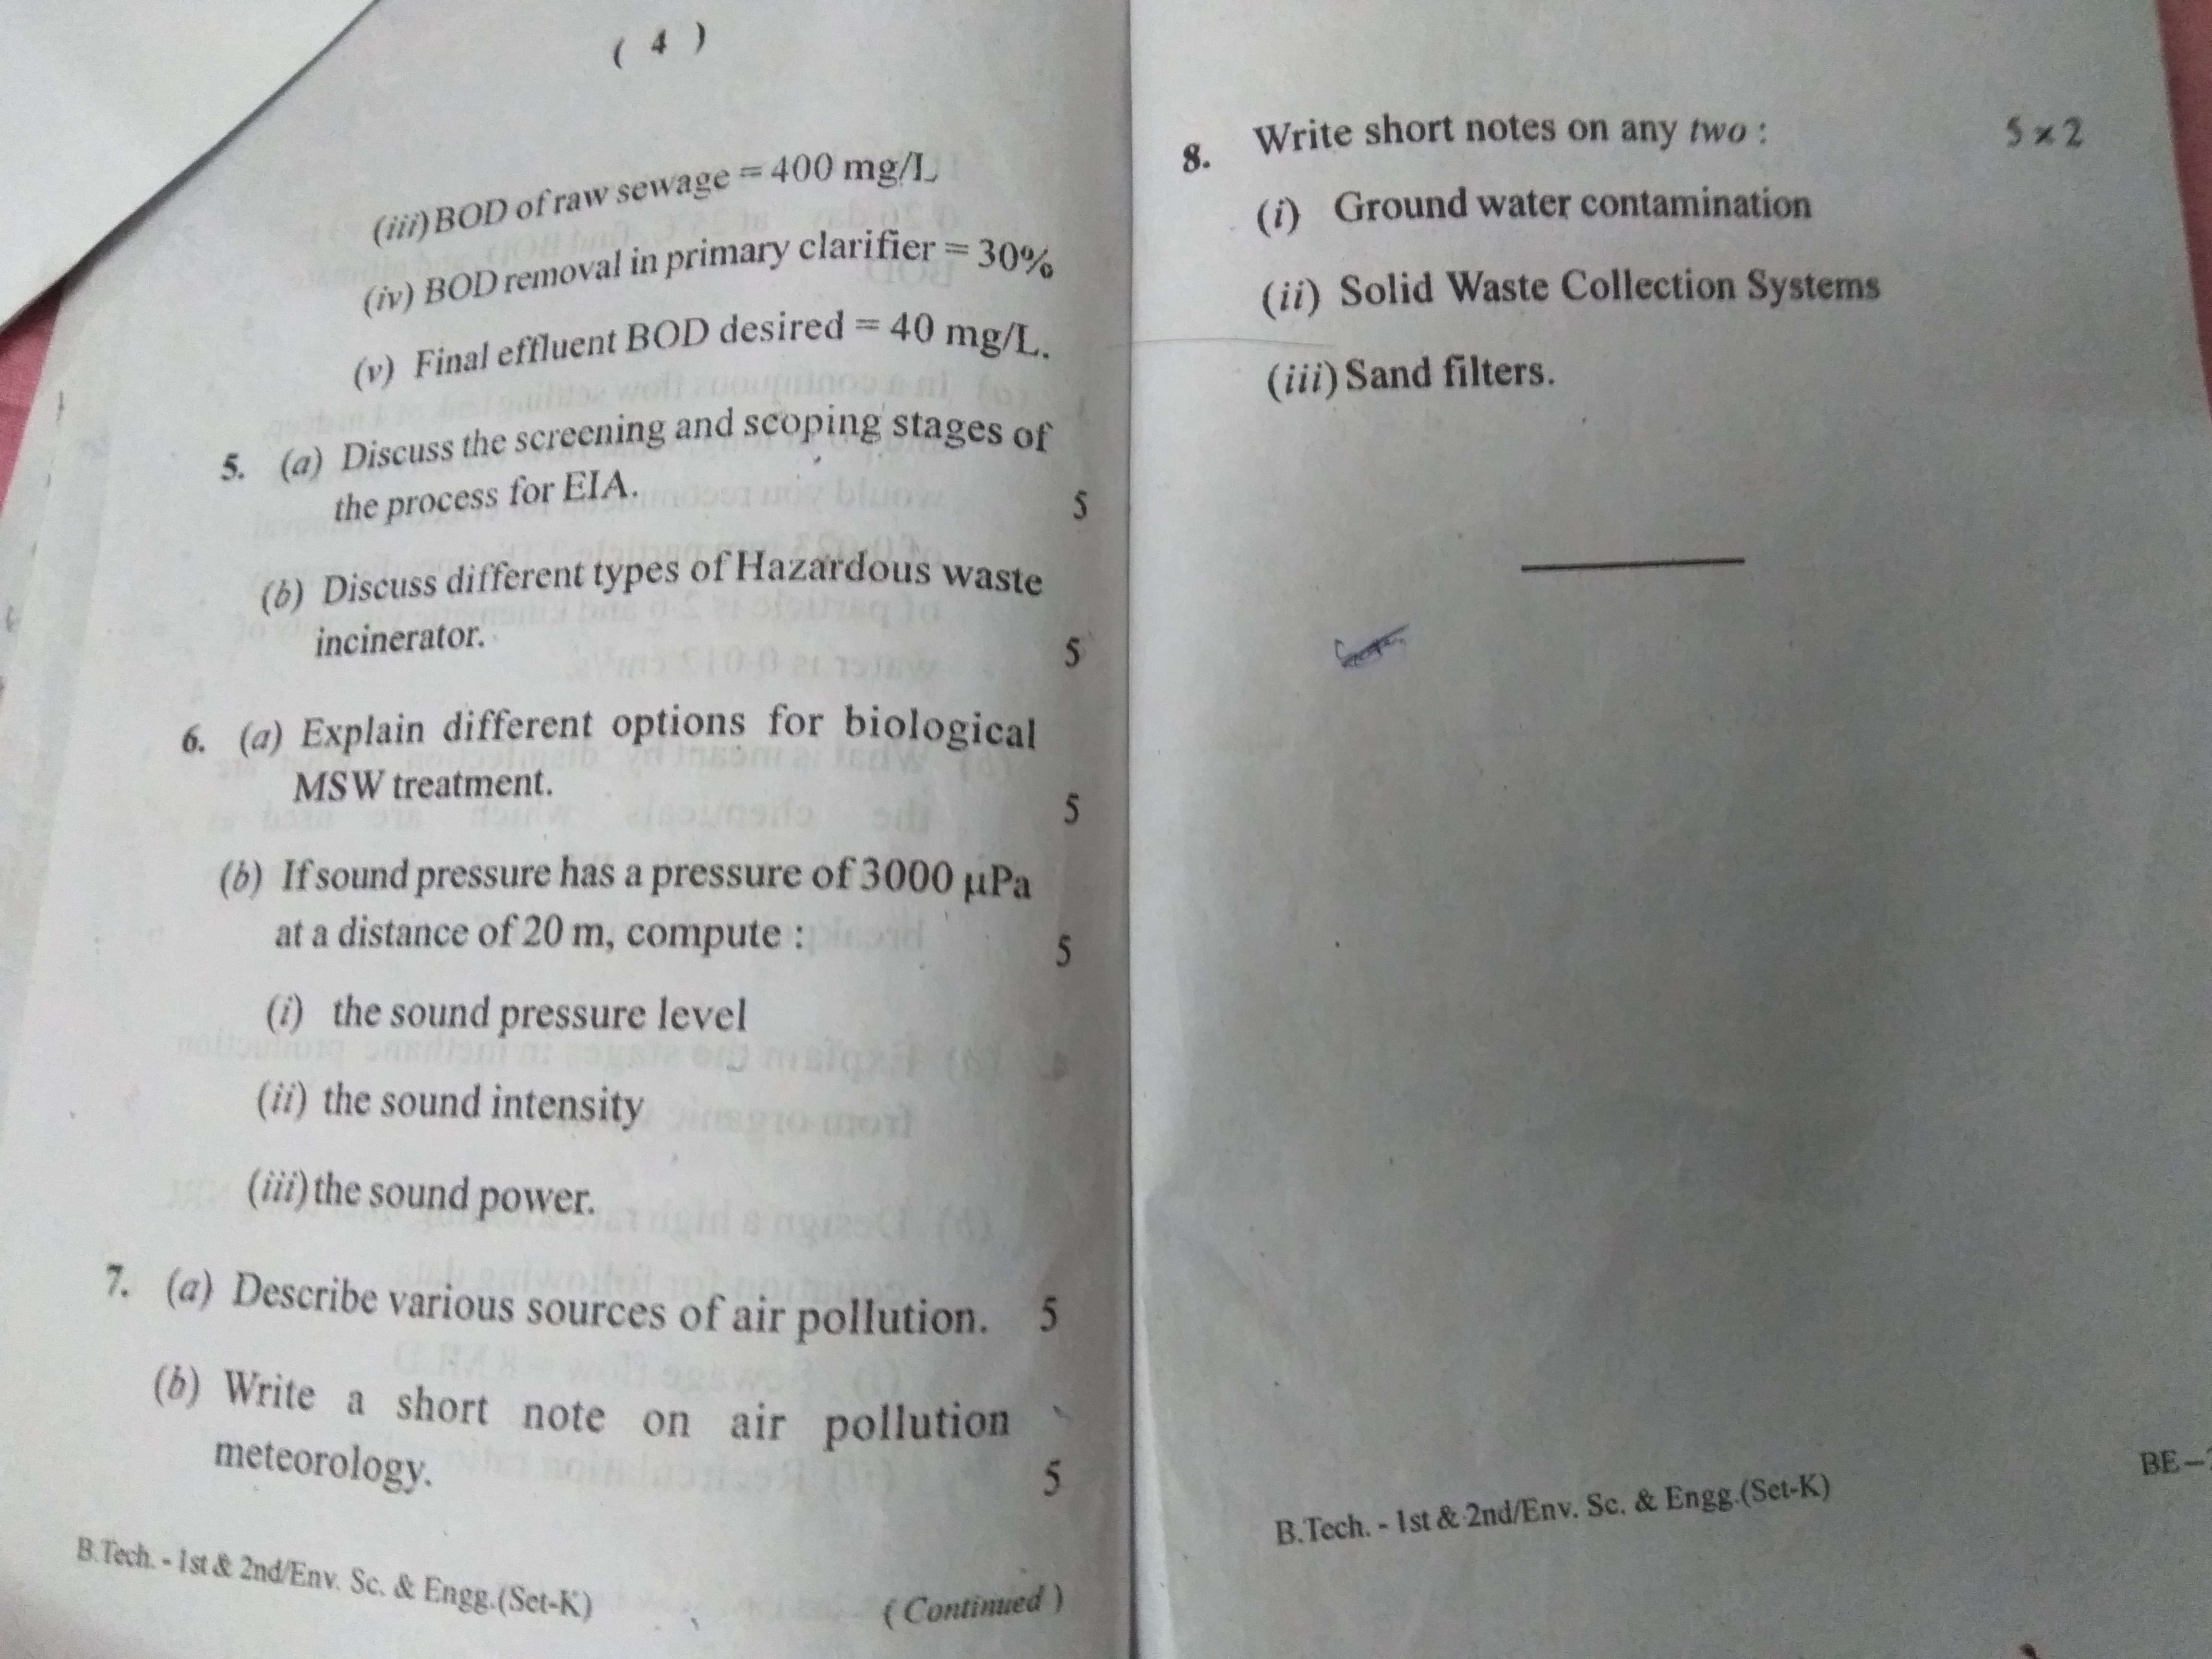 ( 4 )
(iii) BOD of raw sewage = 400 mg/L
(iv) BOD removal in primary clarifier = 30%
(v) Final effluent BOD desired = 40 mg/L.
5. (a) Discuss the screening and scoping stages of
the process for EIA. 5
(b) Discuss different types of Hazardous waste
incinerator. 5
6. (a) Explain different options for biological
MSW treatment. 5
(b) If sound pressure has a pressure of 3000 µPa
at a distance of 20 m, compute : 5
(i) the sound pressure level
(ii) the sound intensity
(iii) the sound power.
7. (a) Describe various sources of air pollution. 5
(b) Write a short note on air pollution
meteorology. 5
B.Tech. - 1st & 2nd/Env. Sc. & Engg.(Set-K) ( Continued )
8. Write short notes on any two : 5 × 2
(i) Ground water contamination
(ii) Solid Waste Collection Systems
(iii) Sand filters.
B.Tech. - 1st & 2nd/Env. Sc. & Engg.(Set-K) BE–